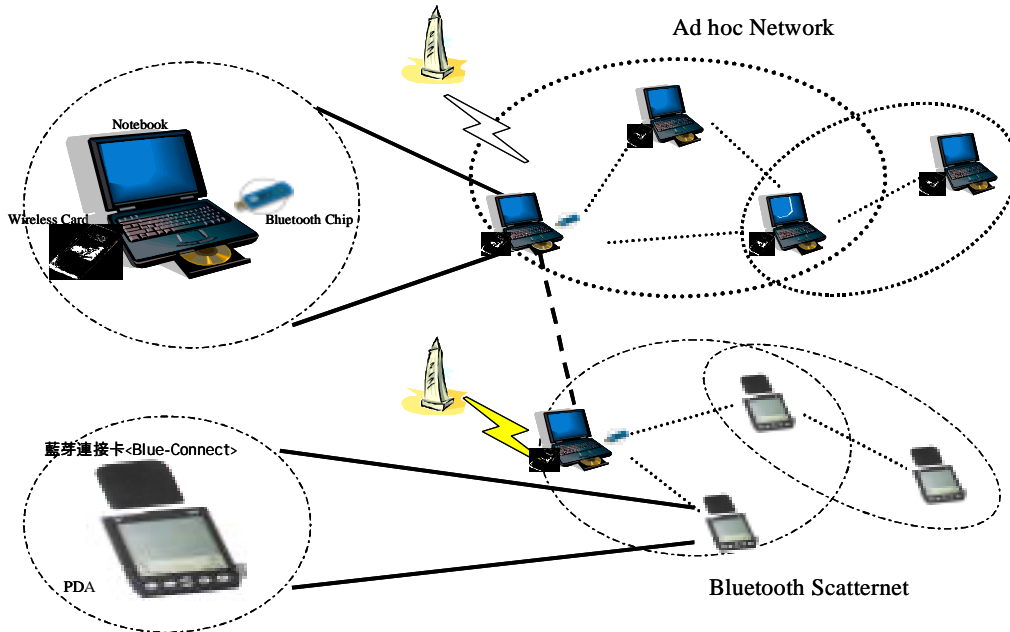 Ad hoc Network
Notebook
Wireless Card
Bluetooth Chip
藍芽連接卡<Blue-Connect>
PDA
Bluetooth Scatternet